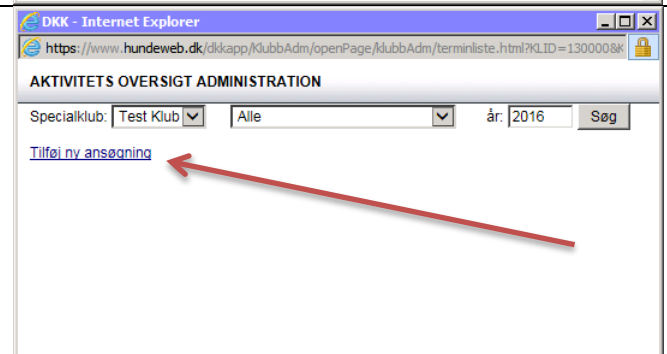 DKK - Internet Explorer
https://www.hundeweb.dk/dkkapp/KlubbAdm/openPage/klubbAdm/terminliste.html?KLID=130000&K
AKTIVITETS OVERSIGT ADMINISTRATION
Specialklub: Test Klub Alle år: 2016 Søg
Tilføj ny ansøgning